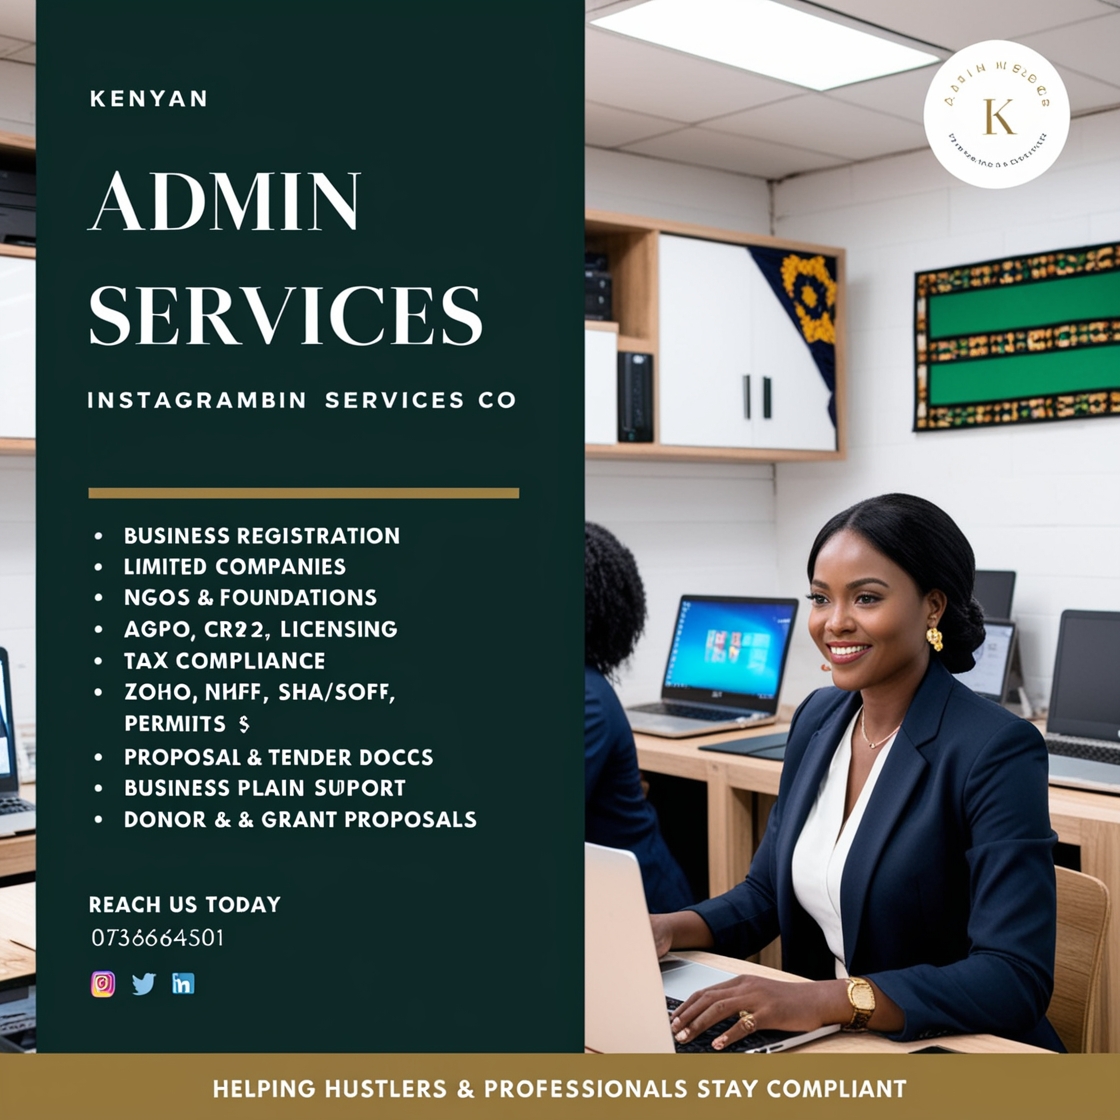 KENYAN
K
ADMIN
SERVICES
INSTAGRAMBIN SERVICES CO
• BUSINESS REGISTRATION
• LIMITED COMPANIES
• NGOS & FOUNDATIONS
• AGPO, CR22, LICENSING
• TAX COMPLIANCE
• ZOHO, NHFF, SHA/SOFF,
PERMIITS $
• PROPOSAL & TENDER DOCCS
• BUSINESS PLAIN SUPORT
• DONOR & & GRANT PROPOSALS
REACH US TODAY
0736664501
HELPING HUSTLERS & PROFESSIONALS STAY COMPLIANT